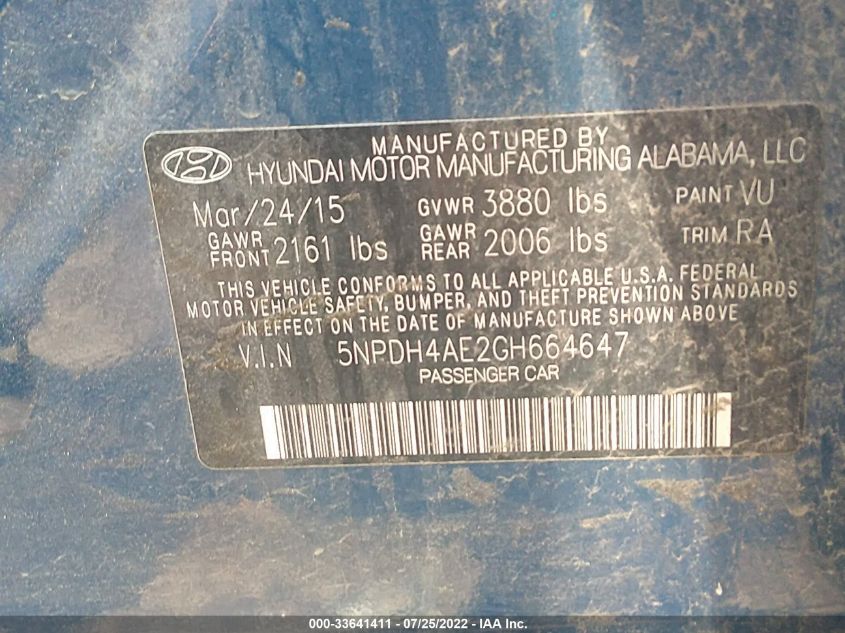 MANUFACTURED BY
HYUNDAI MOTOR MANUFACTURING ALABAMA, LLC
Mar/24/15 GVWR 3880 lbs PAINT VU
GAWR FRONT 2161 lbs GAWR REAR 2006 lbs TRIM RA
THIS VEHICLE CONFORMS TO ALL APPLICABLE U.S.A. FEDERAL
MOTOR VEHICLE SAFETY, BUMPER, AND THEFT PREVENTION STANDARDS
IN EFFECT ON THE DATE OF MANUFACTURE SHOWN ABOVE
V.I.N 5NPDH4AE2GH664647
PASSENGER CAR
000-33641411 - 07/25/2022 - IAA Inc.